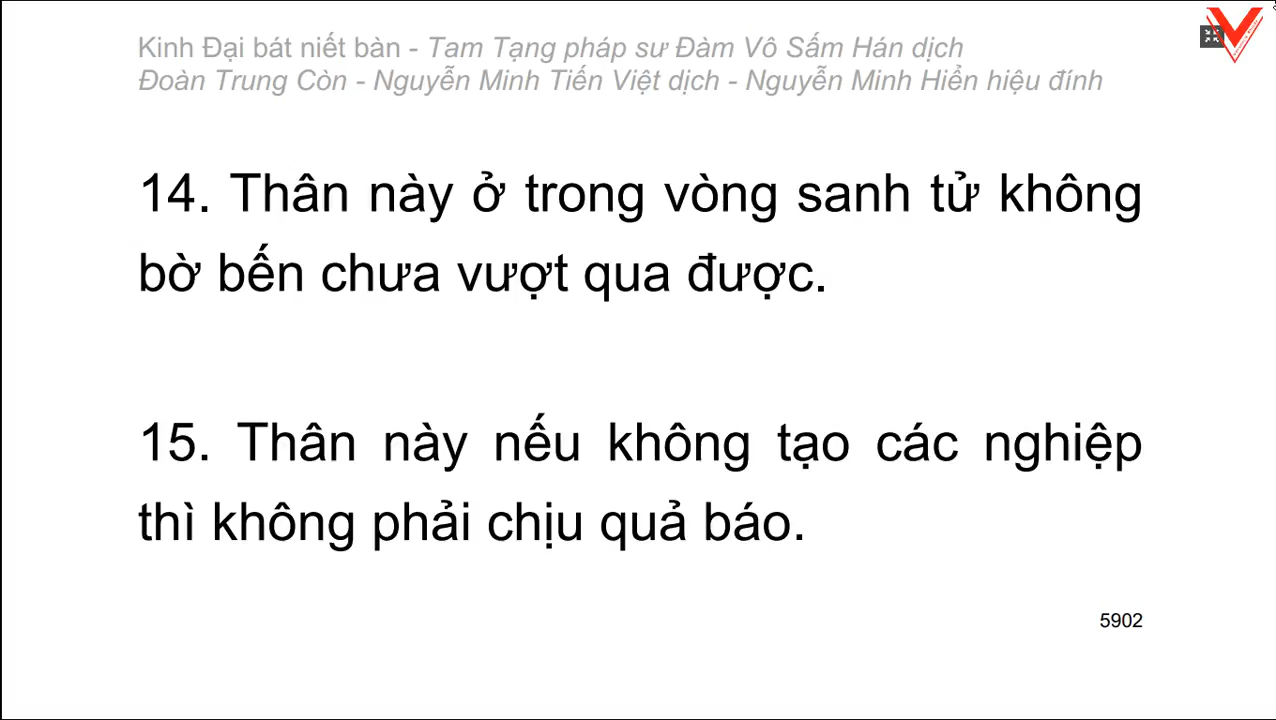 Kinh Đại bát niết bàn - Tam Tạng pháp sư Đàm Vô Sấm Hán dịch
Đoàn Trung Còn - Nguyễn Minh Tiến Việt dịch - Nguyễn Minh Hiển hiệu đính
14. Thân này ở trong vòng sanh tử không
bờ bến chưa vượt qua được.
15. Thân này nếu không tạo các nghiệp
thì không phải chịu quả báo.
5902